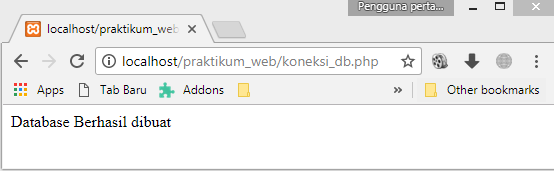 Pengguna perta...
localhost/praktikum_web
localhost/praktikum_web/koneksi_db.php
Apps Tab Baru Addons » Other bookmarks
Database Berhasil dibuat